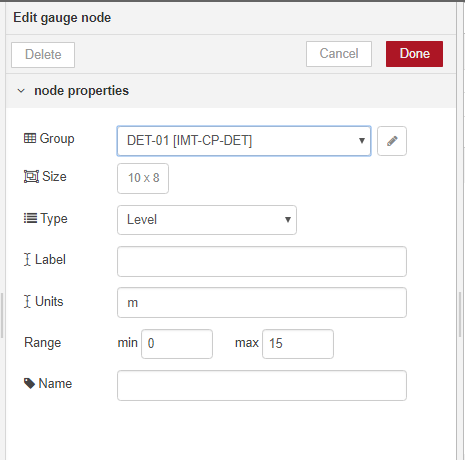 Edit gauge node
Delete Cancel Done
node properties
Group DET-01 [IMT-CP-DET]
Size 10 x 8
Type Level
Label
Units m
Range min 0 max 15
Name